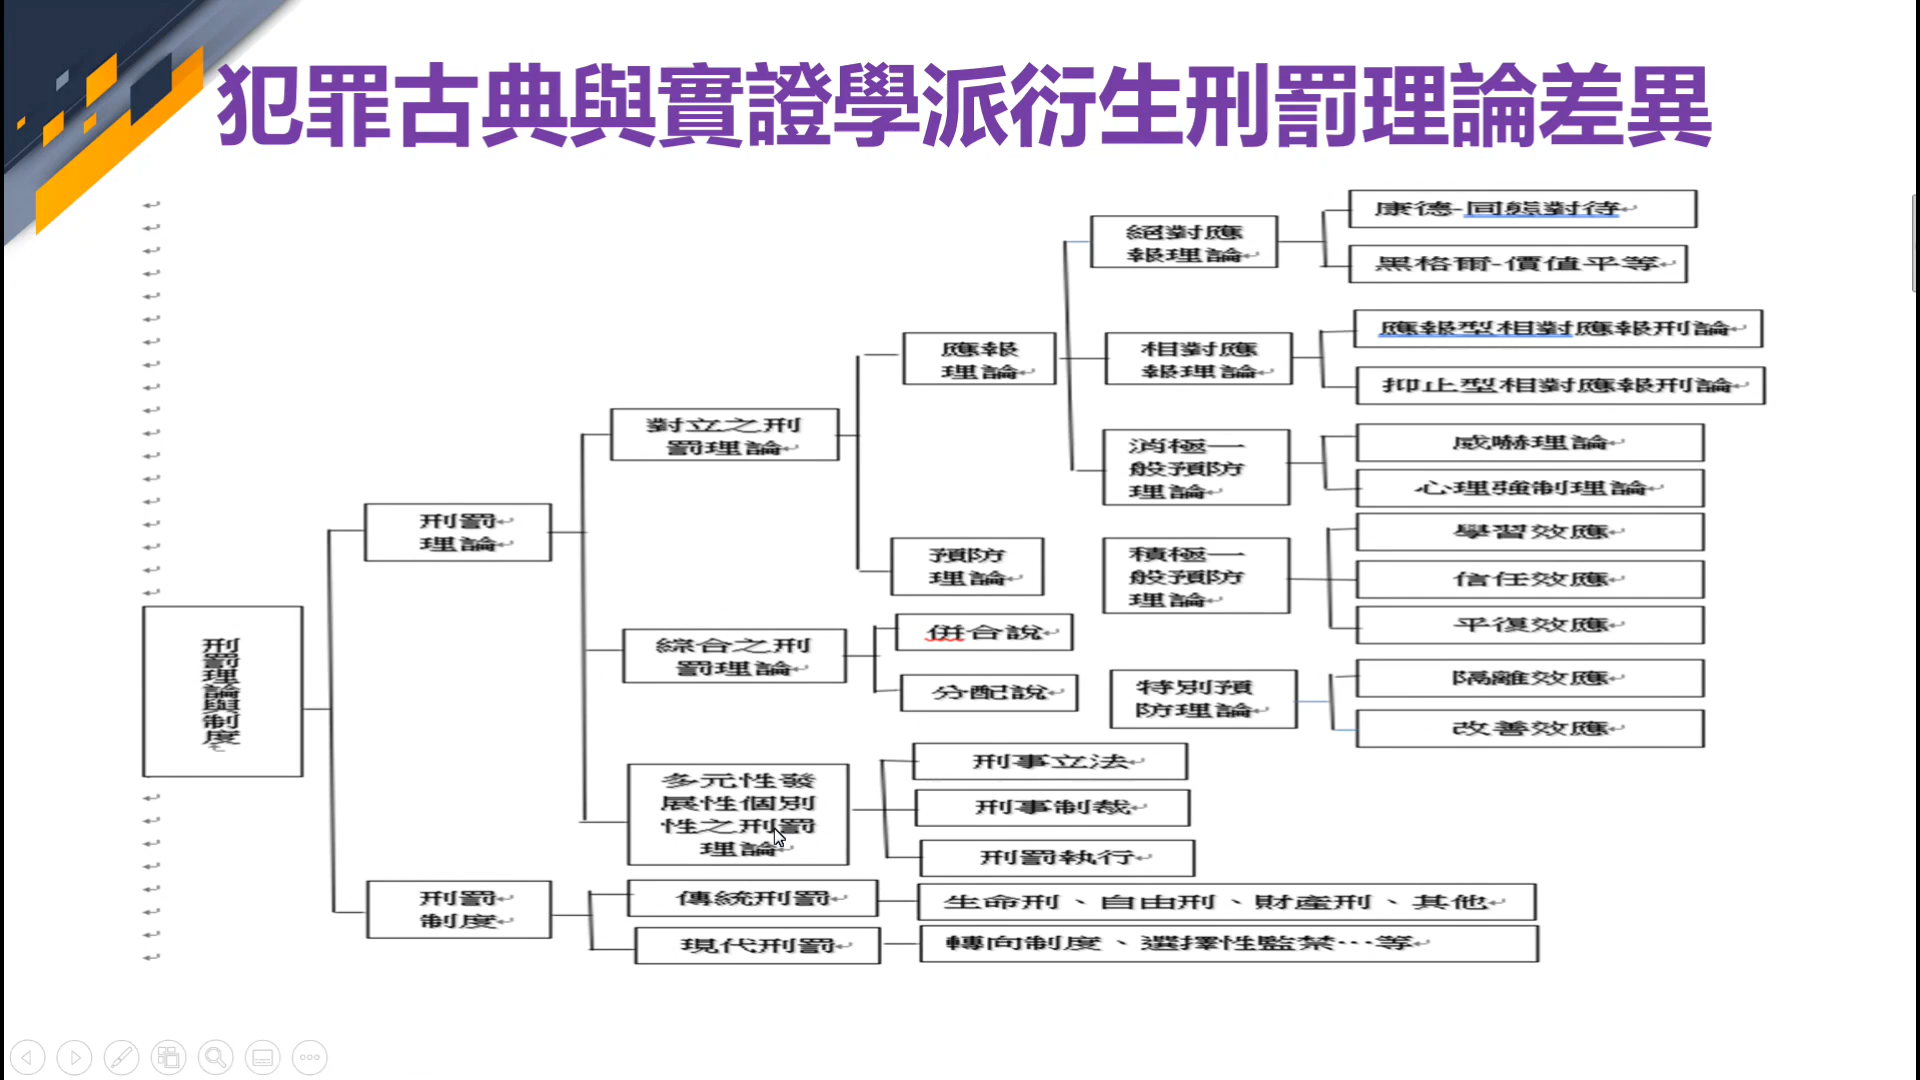 犯罪古典與實證學派衍生刑罰理論差異
刑罰理論與制度
刑罰
理論
對立之刑
罰理論
應報
理論
絕對應
報理論
康德-同態對待
黑格爾-價值平等
相對應
報理論
應報型相對應報刑論
抑止型相對應報刑論
消極一
般預防
理論
威嚇理論
心理強制理論
預防
理論
積極一
般預防
理論
學習效應
信任效應
平復效應
特別預
防理論
隔離效應
改善效應
綜合之刑
罰理論
併合說
分配說
多元性發
展性個別
性之刑罰
理論
刑事立法
刑事制裁
刑罰執行
刑罰
制度
傳統刑罰
生命刑、自由刑、財產刑、其他
現代刑罰
轉向制度、選擇性監禁…等